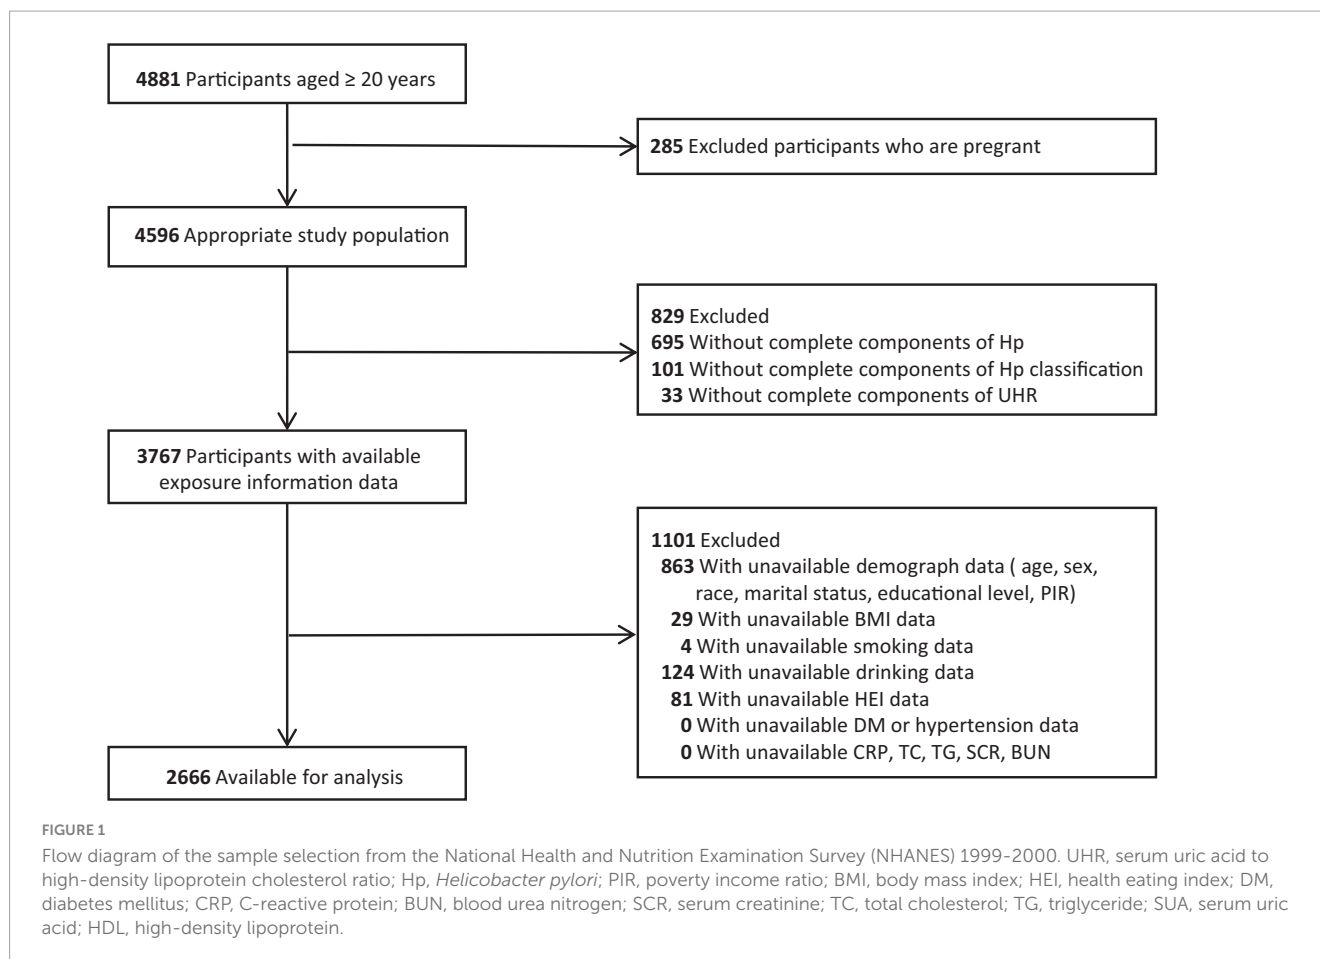 4881 Participants aged ≥ 20 years
285 Excluded participants who are pregrant
4596 Appropriate study population
829 Excluded
695 Without complete components of Hp
101 Without complete components of Hp classification
33 Without complete components of UHR
3767 Participants with available
exposure information data
1101 Excluded
863 With unavailable demograph data ( age, sex,
race, marital status, educational level, PIR)
29 With unavailable BMI data
4 With unavailable smoking data
124 With unavailable drinking data
81 With unavailable HEI data
0 With unavailable DM or hypertension data
0 With unavailable CRP, TC, TG, SCR, BUN
2666 Available for analysis
FIGURE 1
Flow diagram of the sample selection from the National Health and Nutrition Examination Survey (NHANES) 1999-2000. UHR, serum uric acid to
high-density lipoprotein cholesterol ratio; Hp, Helicobacter pylori; PIR, poverty income ratio; BMI, body mass index; HEI, health eating index; DM,
diabetes mellitus; CRP, C-reactive protein; BUN, blood urea nitrogen; SCR, serum creatinine; TC, total cholesterol; TG, triglyceride; SUA, serum uric
acid; HDL, high-density lipoprotein.